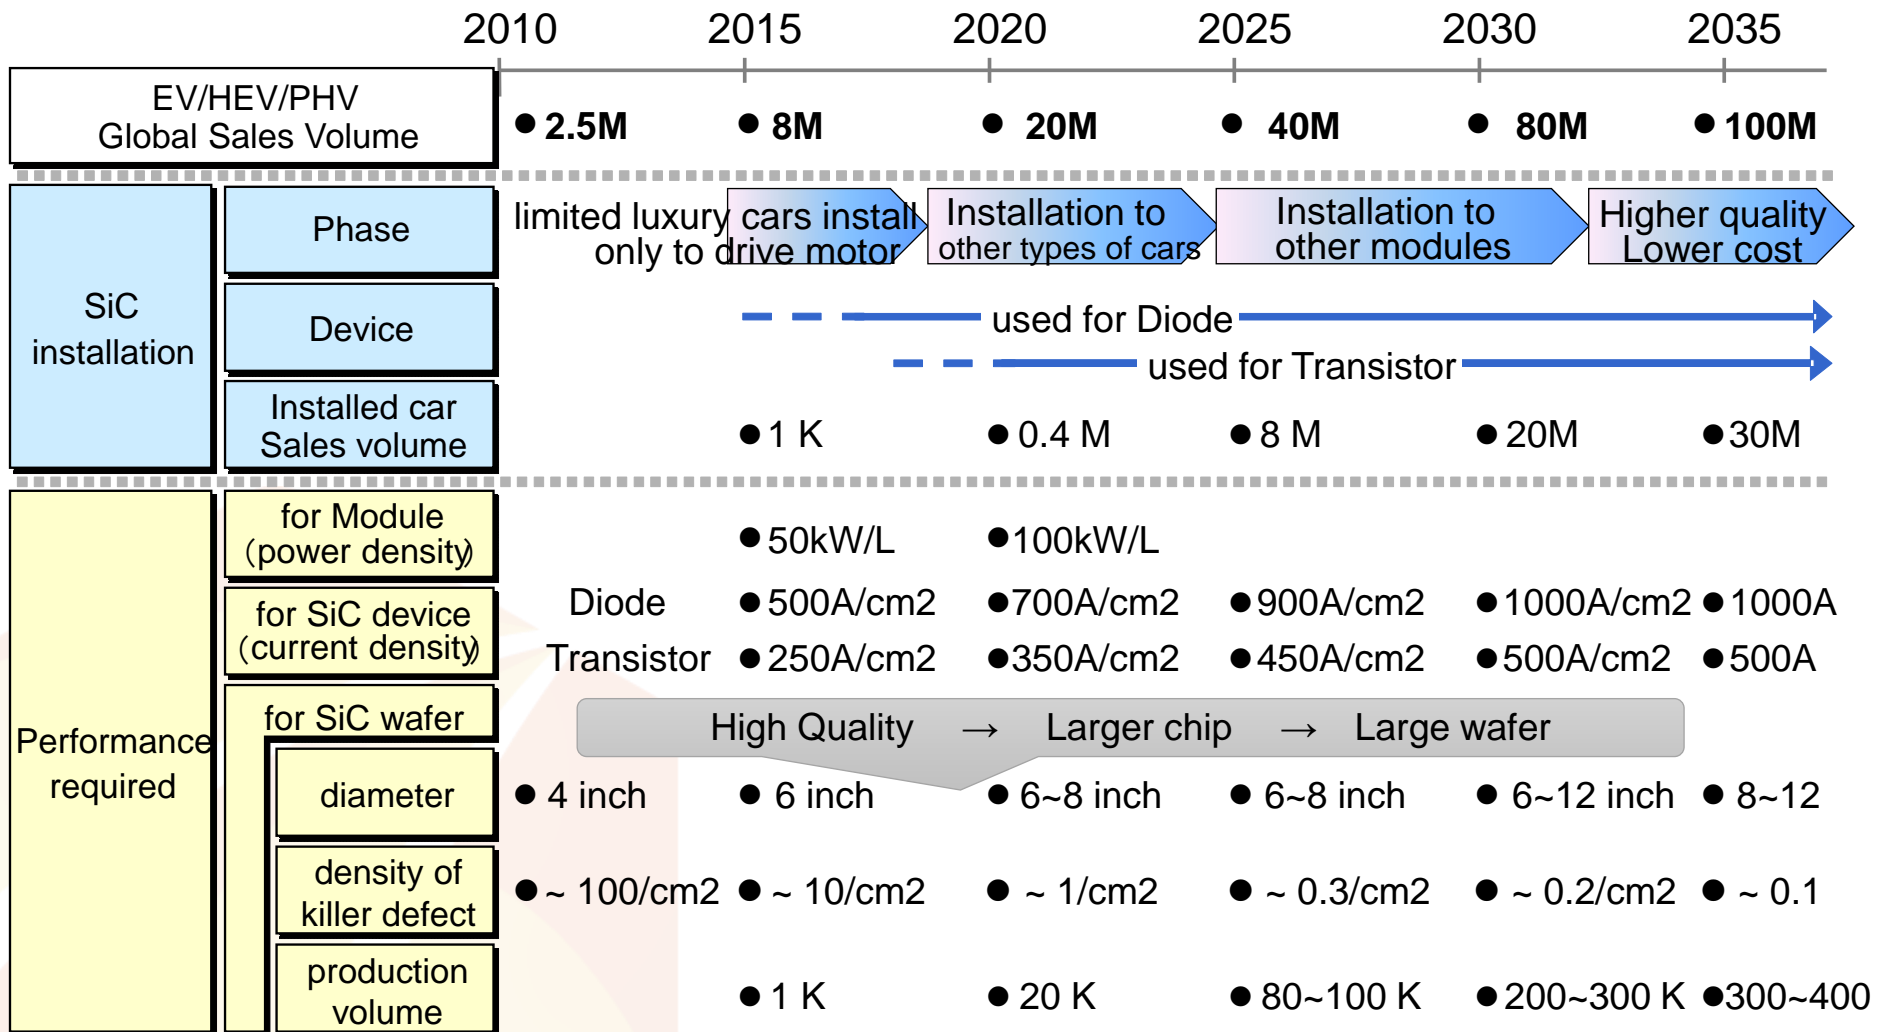 2010 2015 2020 2025 2030 2035
EV/HEV/PHV
Global Sales Volume
● 2.5M ● 8M ● 20M ● 40M ● 80M ● 100M
SiC
installation
Phase
limited luxury cars install
only to drive motor
Installation to
other types of cars
Installation to
other modules
Higher quality
Lower cost
Device
used for Diode
used for Transistor
Installed car
Sales volume
● 1 K ● 0.4 M ● 8 M ● 20M ● 30M
Performance
required
for Module
(power density)
● 50kW/L ● 100kW/L
for SiC device
(current density)
Diode ● 500A/cm2 ● 700A/cm2 ● 900A/cm2 ● 1000A/cm2 ● 1000A
Transistor ● 250A/cm2 ● 350A/cm2 ● 450A/cm2 ● 500A/cm2 ● 500A
for SiC wafer
High Quality → Larger chip → Large wafer
diameter
● 4 inch ● 6 inch ● 6~8 inch ● 6~8 inch ● 6~12 inch ● 8~12
density of
killer defect
● ~ 100/cm2 ● ~ 10/cm2 ● ~ 1/cm2 ● ~ 0.3/cm2 ● ~ 0.2/cm2 ● ~ 0.1
production
volume
● 1 K ● 20 K ● 80~100 K ● 200~300 K ● 300~400